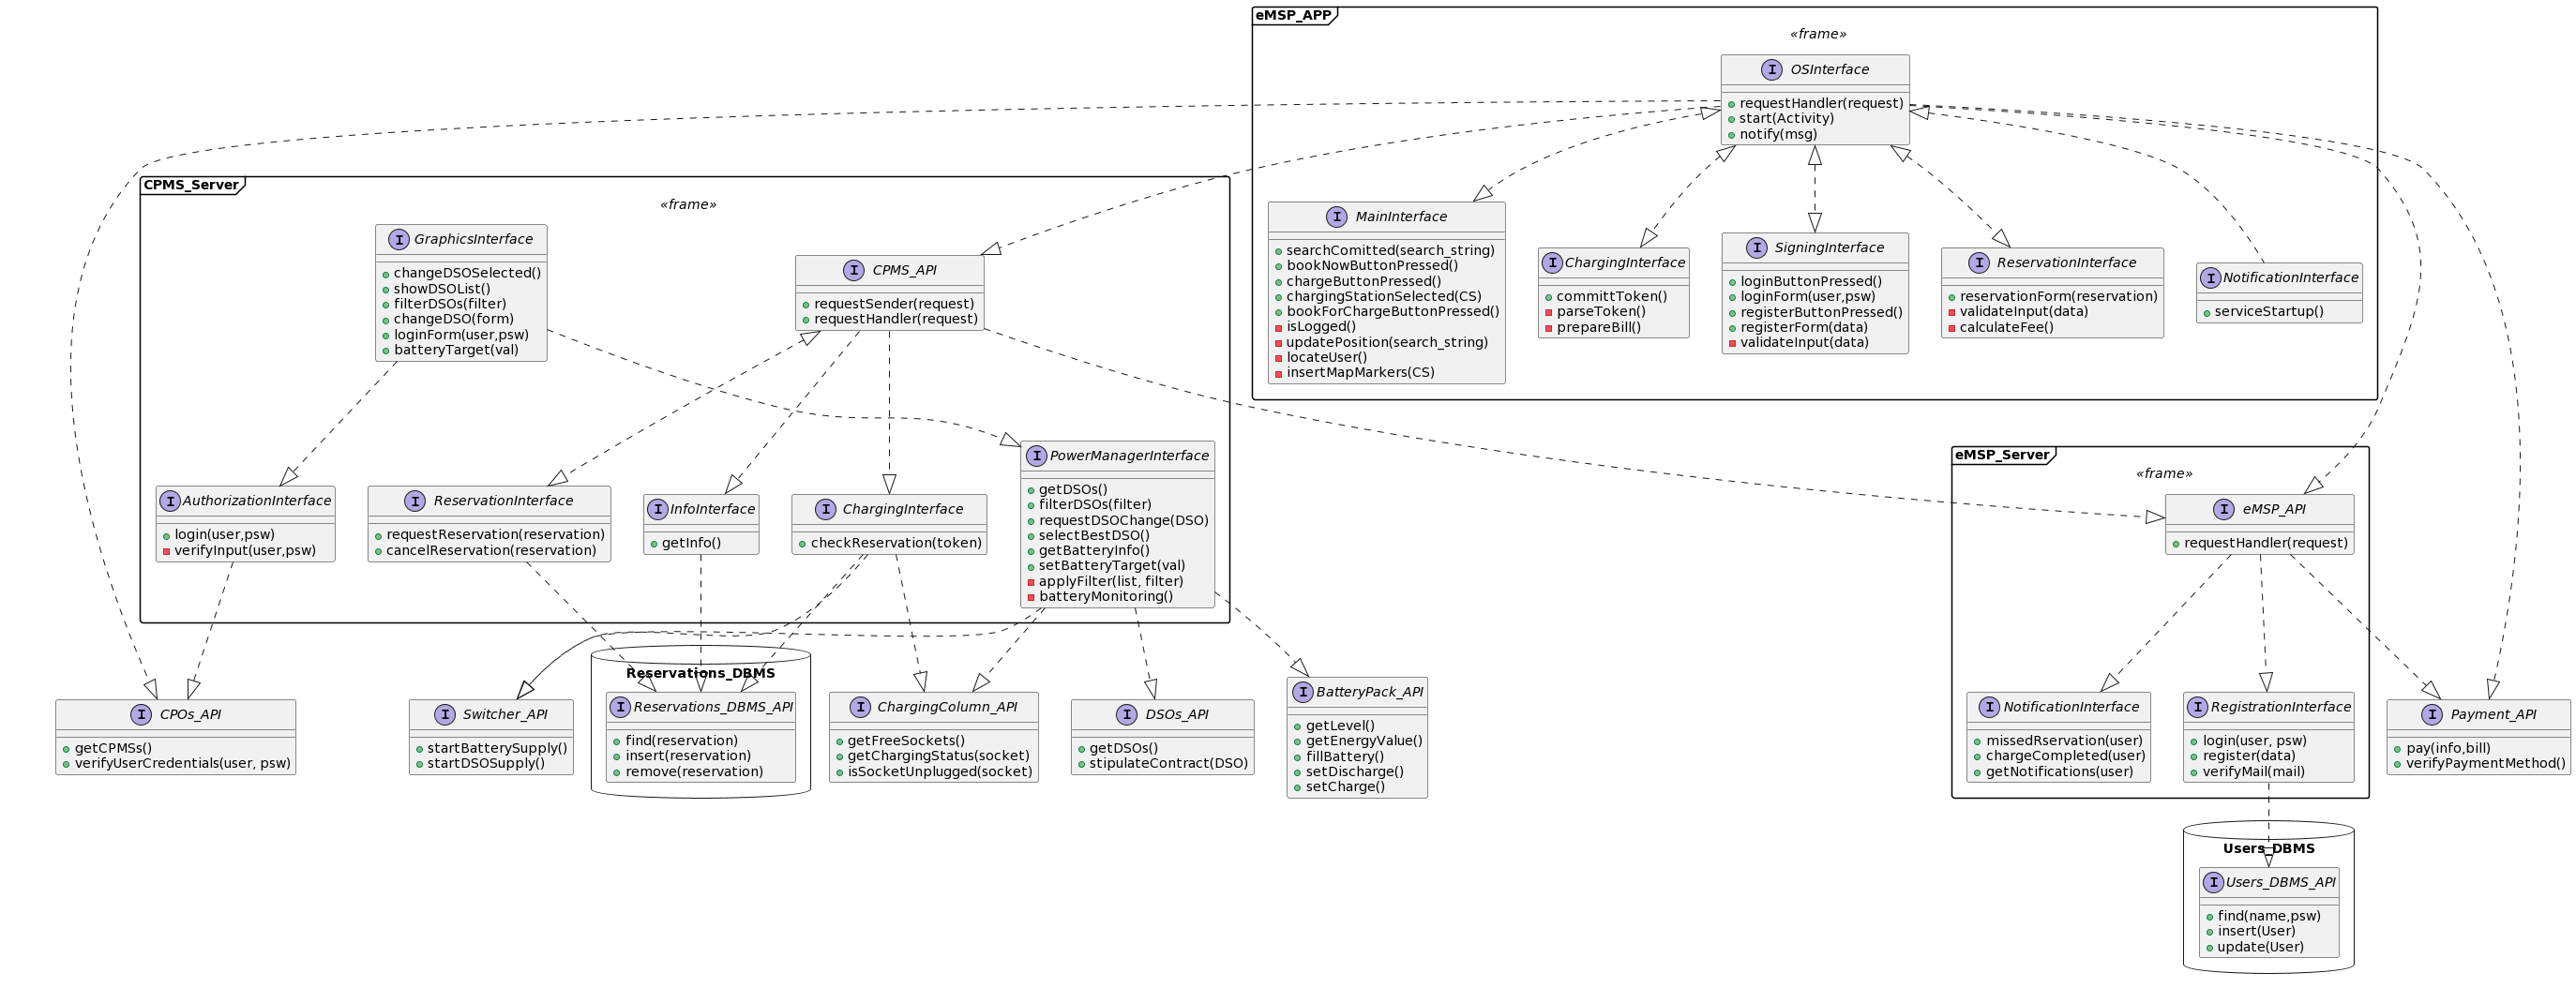 eMSP_APP
«frame»
I OSInterface
requestHandler(request)
start(Activity)
notify(msg)
I MainInterface
searchComitted(search_string)
bookNowButtonPressed()
chargeButtonPressed()
chargingStationSelected(CS)
bookForChargeButtonPressed()
isLogged()
updatePosition(search_string)
locateUser()
insertMapMarkers(CS)
I ChargingInterface
committToken()
parseToken()
prepareBill()
I SigningInterface
loginButtonPressed()
loginForm(user,psw)
registerButtonPressed()
registerForm(data)
validateInput(data)
I ReservationInterface
reservationForm(reservation)
validateInput(data)
calculateFee()
I NotificationInterface
serviceStartup()
CPMS_Server
«frame»
I GraphicsInterface
changeDSOSelected()
showDSOList()
filterDSOs(filter)
changeDSO(form)
loginForm(user,psw)
batteryTarget(val)
I CPMS_API
requestSender(request)
requestHandler(request)
I AuthorizationInterface
login(user,psw)
verifyInput(user,psw)
I ReservationInterface
requestReservation(reservation)
cancelReservation(reservation)
I InfoInterface
getInfo()
I ChargingInterface
checkReservation(token)
I PowerManagerInterface
getDSOs()
filterDSOs(filter)
requestDSOChange(DSO)
selectBestDSO()
getBatteryInfo()
setBatteryTarget(val)
applyFilter(list, filter)
batteryMonitoring()
eMSP_Server
«frame»
I eMSP_API
requestHandler(request)
I NotificationInterface
missedRservation(user)
chargeCompleted(user)
getNotifications(user)
I RegistrationInterface
login(user, psw)
register(data)
verifyMail(mail)
I CPOs_API
getCPMSs()
verifyUserCredentials(user, psw)
I Switcher_API
startBatterySupply()
startDSOSupply()
Reservations_DBMS
I Reservations_DBMS_API
find(reservation)
insert(reservation)
remove(reservation)
I ChargingColumn_API
getFreeSockets()
getChargingStatus(socket)
isSocketUnplugged(socket)
I DSOs_API
getDSOs()
stipulateContract(DSO)
I BatteryPack_API
getLevel()
getEnergyValue()
fillBattery()
setDischarge()
setCharge()
I Payment_API
pay(info,bill)
verifyPaymentMethod()
Users_DBMS
I Users_DBMS_API
find(name,psw)
insert(User)
update(User)